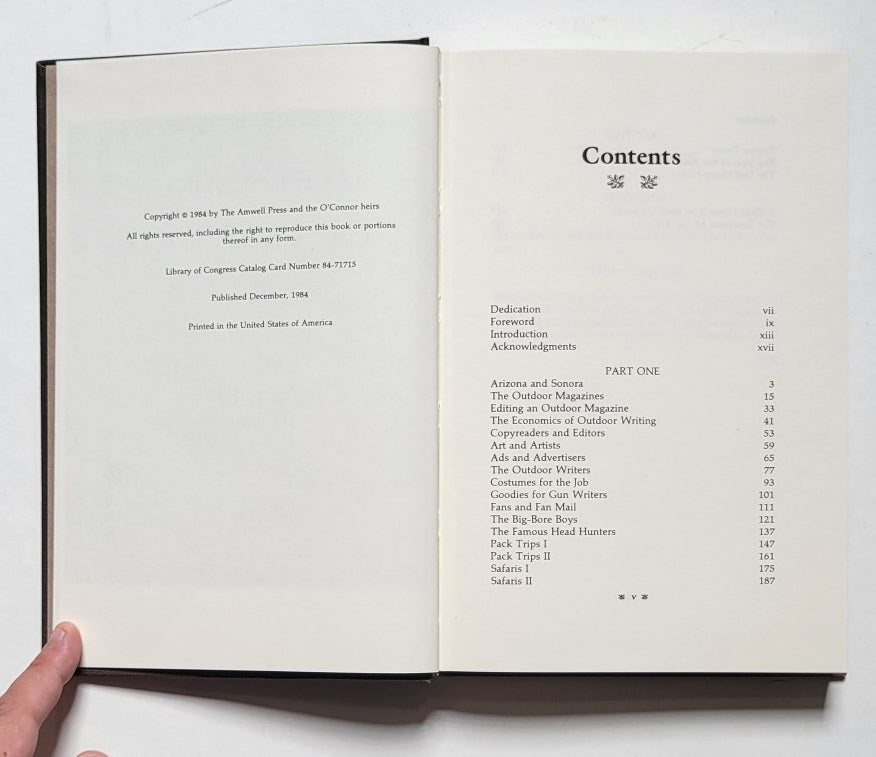 Copyright © 1984 by The Amwell Press and the O'Connor heirs
All rights reserved, including the right to reproduce this book or portions
thereof in any form.
Library of Congress Catalog Card Number 84-71715
Published December, 1984
Printed in the United States of America
Contents
Dedication vii
Foreword ix
Introduction xiii
Acknowledgments xvii
PART ONE
Arizona and Sonora 3
The Outdoor Magazines 15
Editing an Outdoor Magazine 33
The Economics of Outdoor Writing 41
Copyreaders and Editors 53
Art and Artists 59
Ads and Advertisers 65
The Outdoor Writers 77
Costumes for the Job 93
Goodies for Gun Writers 101
Fans and Fan Mail 111
The Big-Bore Boys 121
The Famous Head Hunters 137
Pack Trips I 147
Pack Trips II 161
Safaris I 175
Safaris II 187
v